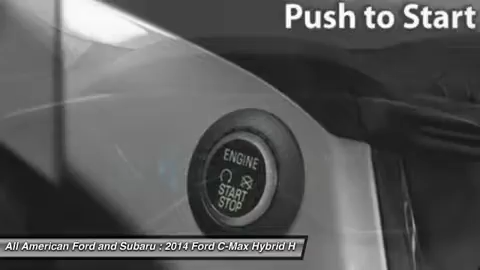 Push to Start
ENGINE
START
STOP
All American Ford and Subaru : 2014 Ford C-Max Hybrid H